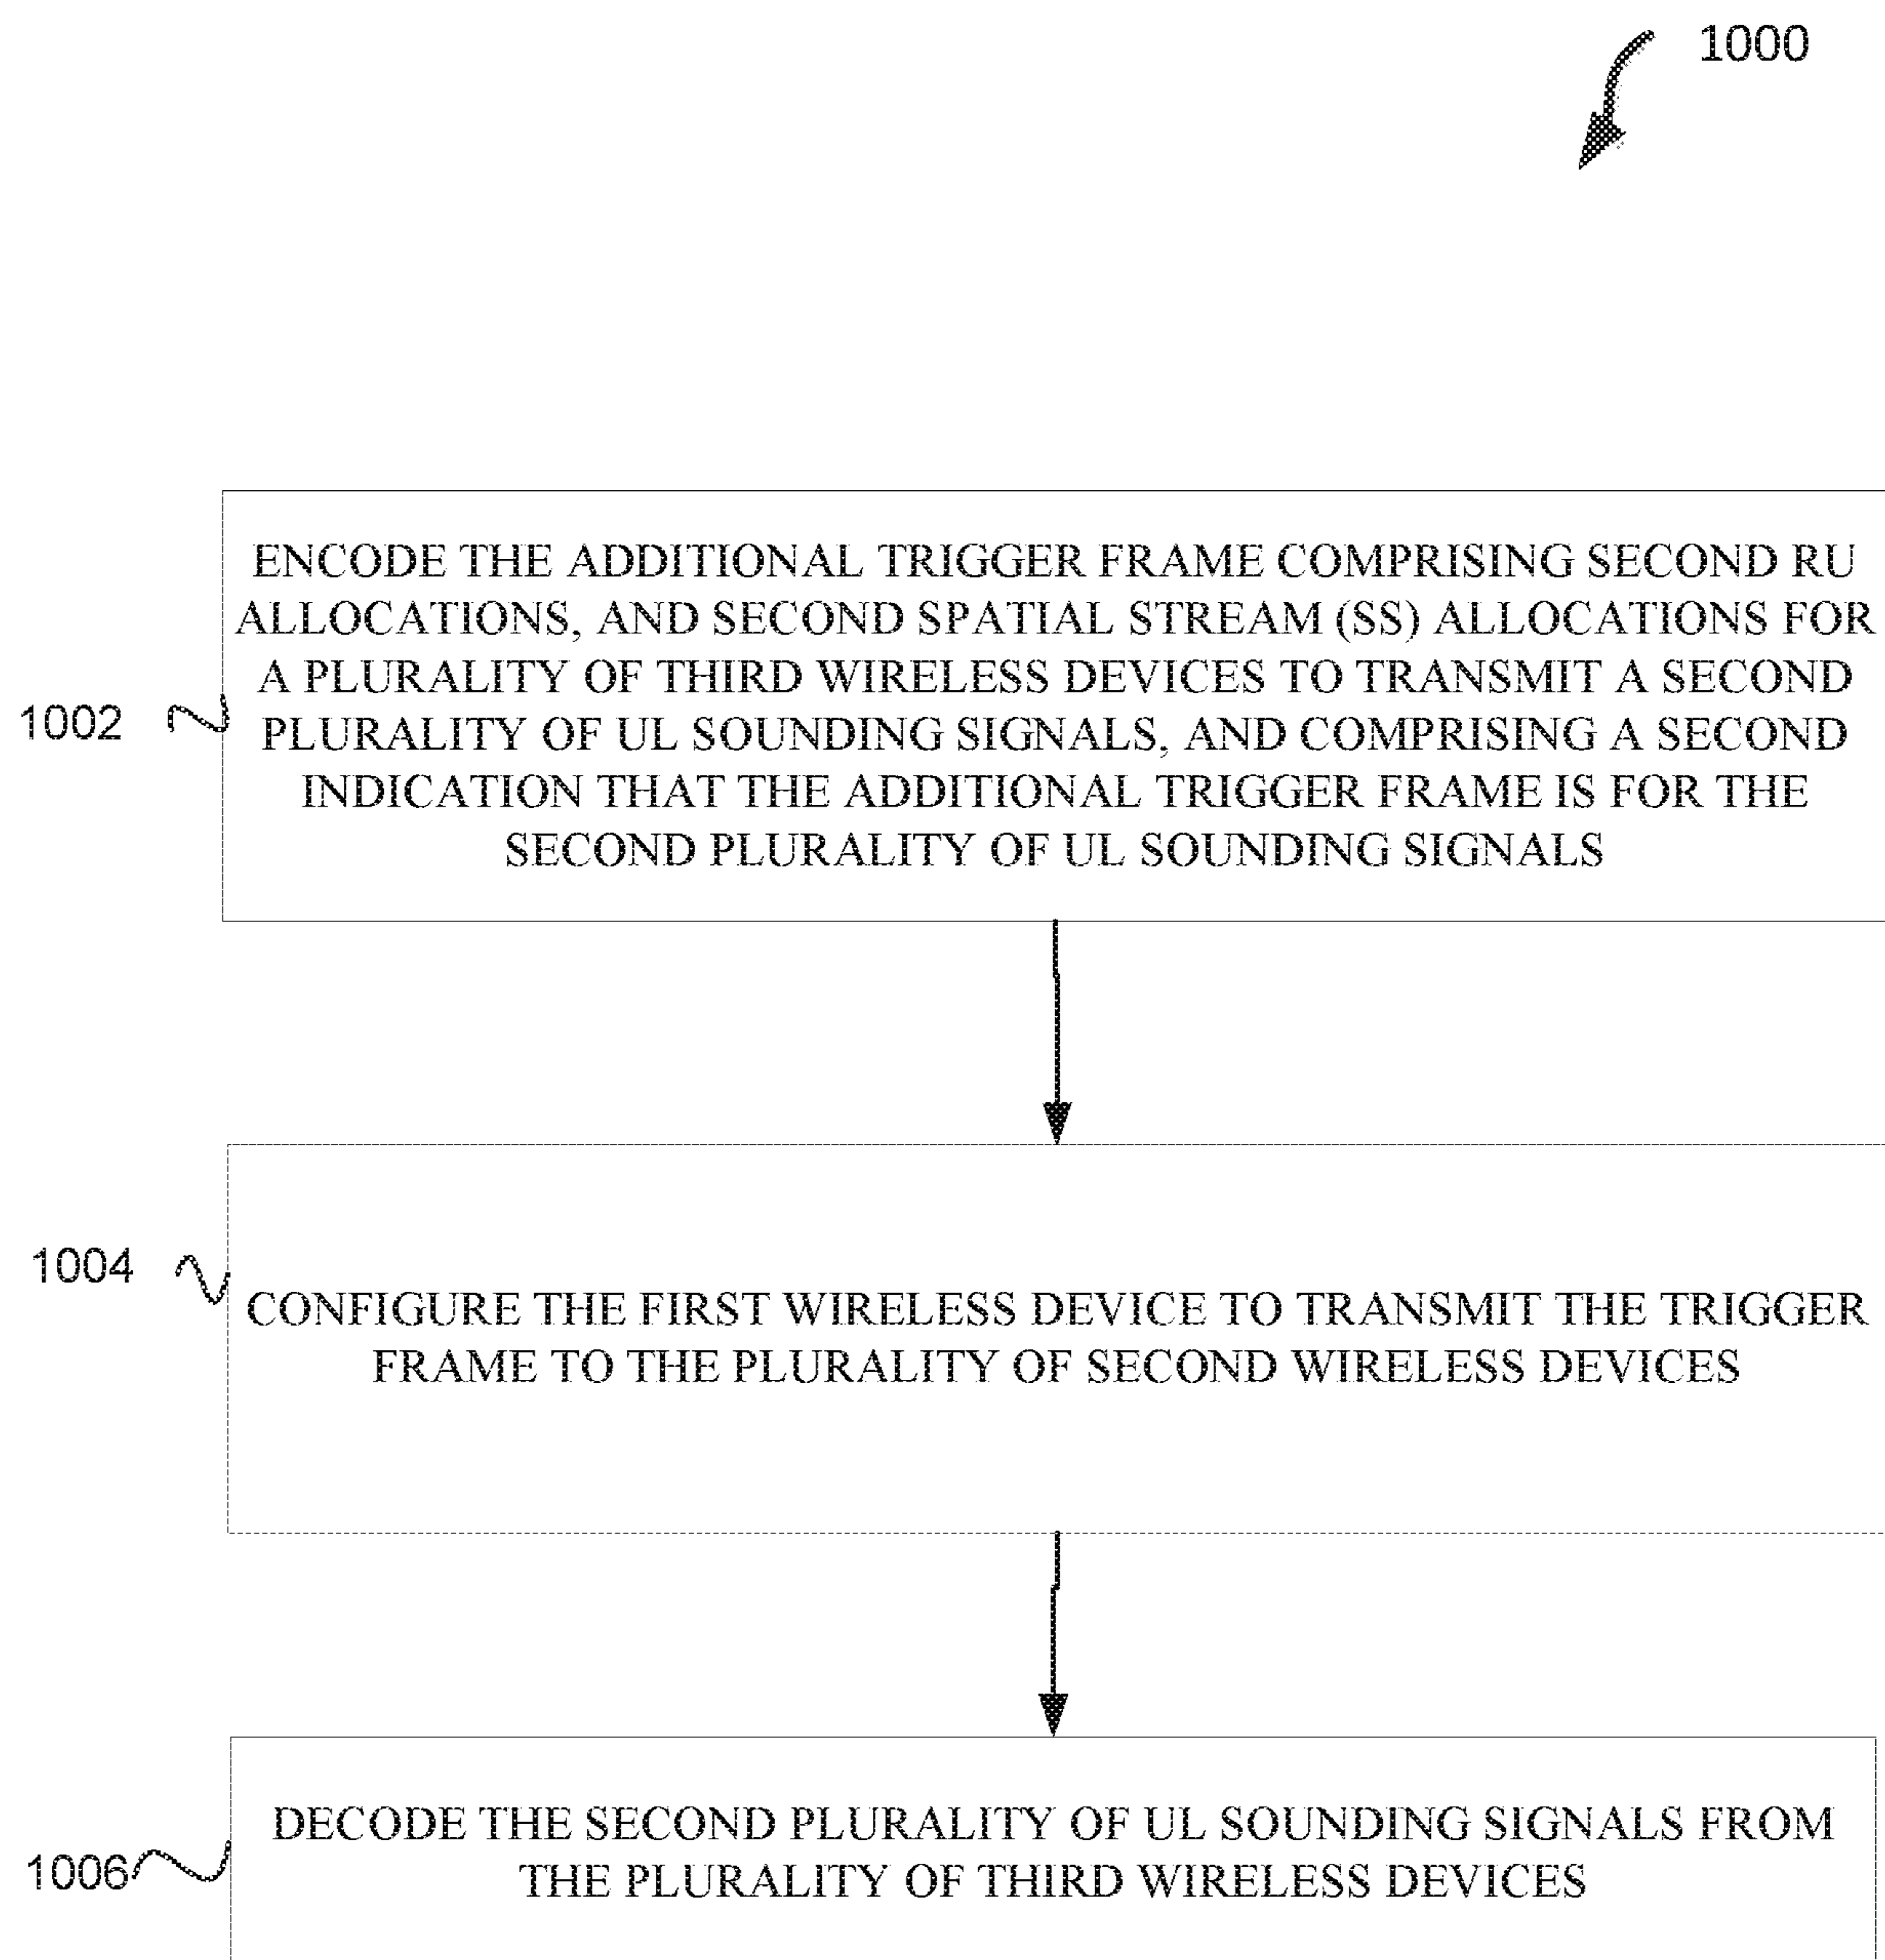 1000
ENCODE THE ADDITIONAL TRIGGER FRAME COMPRISING SECOND RU
ALLOCATIONS, AND SECOND SPATIAL STREAM (SS) ALLOCATIONS FOR
A PLURALITY OF THIRD WIRELESS DEVICES TO TRANSMIT A SECOND
1002
PLURALITY OF UL SOUNDING SIGNALS, AND COMPRISING A SECOND
INDICATION THAT THE ADDITIONAL TRIGGER FRAME IS FOR THE
SECOND PLURALITY OF UL SOUNDING SIGNALS
1004
CONFIGURE THE FIRST WIRELESS DEVICE TO TRANSMIT THE TRIGGER
FRAME TO THE PLURALITY OF SECOND WIRELESS DEVICES
DECODE THE SECOND PLURALITY OF UL SOUNDING SIGNALS FROM
1006
THE PLURALITY OF THIRD WIRELESS DEVICES